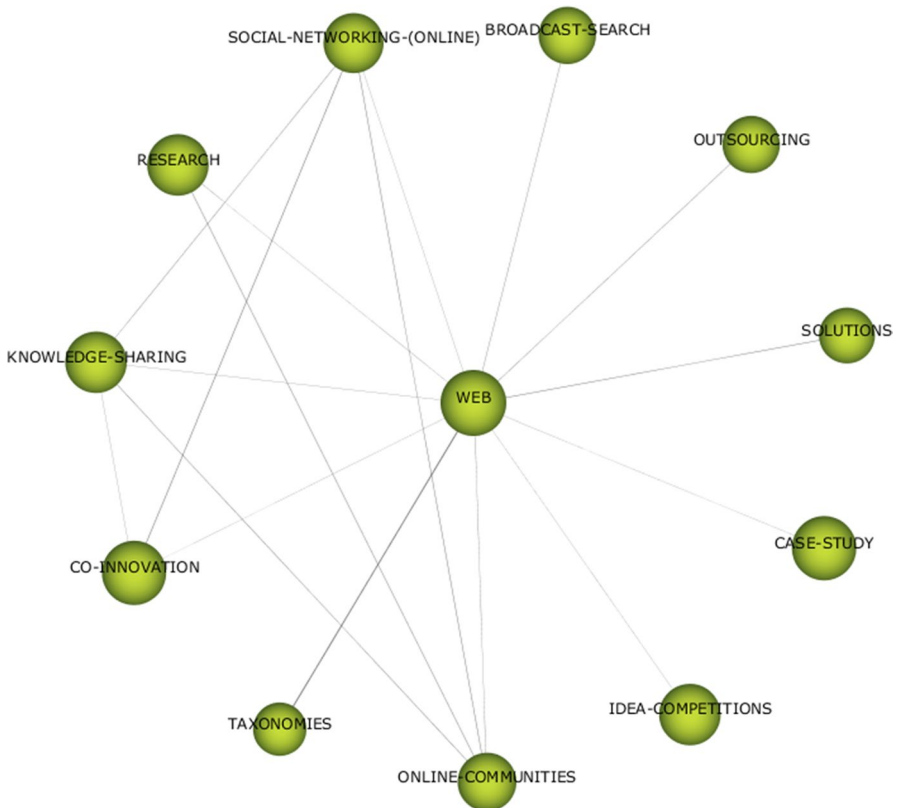 SOCIAL-NETWORKING-(ONLINE)
BROADCAST-SEARCH
OUTSOURCING
RESEARCH
SOLUTIONS
KNOWLEDGE-SHARING
WEB
CASE-STUDY
CO-INNOVATION
IDEA-COMPETITIONS
TAXONOMIES
ONLINE-COMMUNITIES